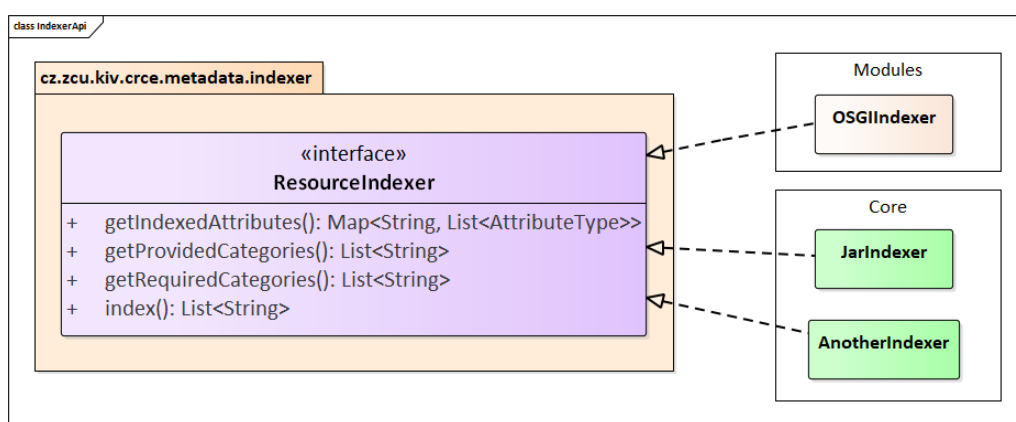 class IndexerApi
cz.zcu.kiv.crce.metadata.indexer
«interface»
ResourceIndexer
+ getIndexedAttributes(): Map<String, List<AttributeType>>
+ getProvidedCategories(): List<String>
+ getRequiredCategories(): List<String>
+ index(): List<String>
Modules
OSGIIndexer
Core
JarIndexer
AnotherIndexer